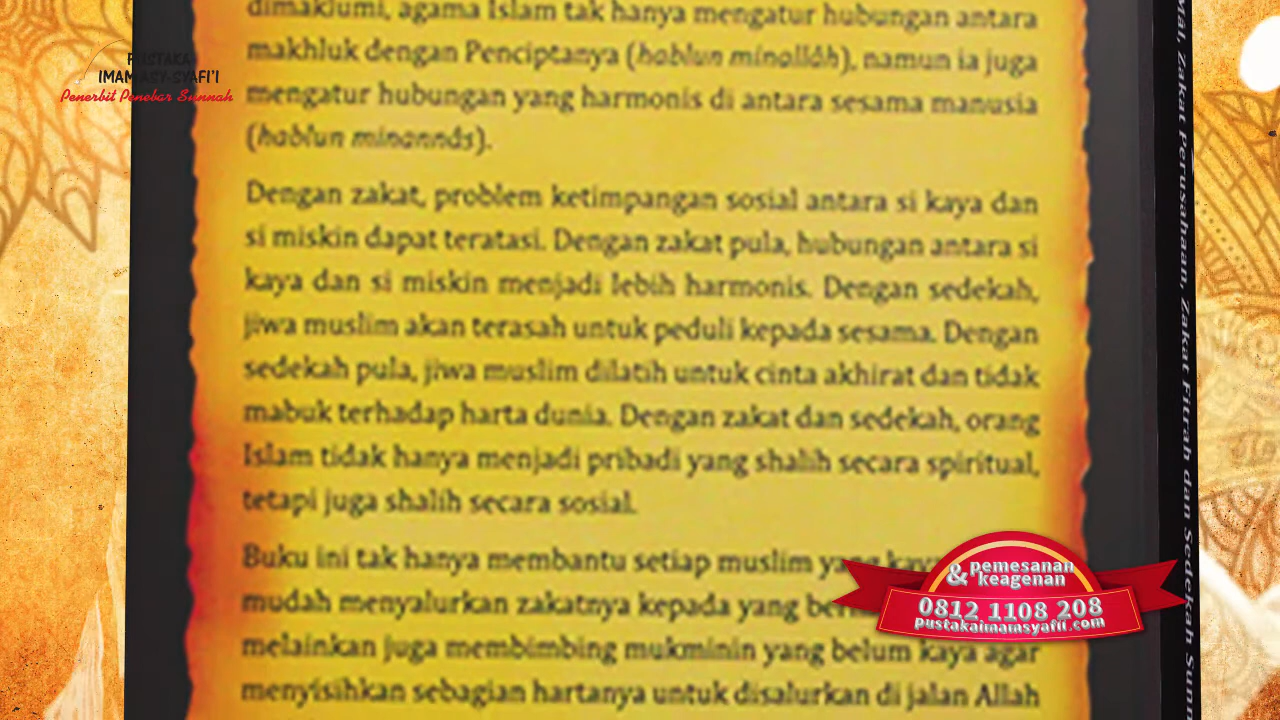 dimaklumi, agama Islam tak hanya mengatur hubungan antara
makhluk dengan Penciptanya (hablun minallâh), namun ia juga
mengatur hubungan yang harmonis di antara sesama manusia
(hablun minannâs).
Dengan zakat, problem ketimpangan sosial antara si kaya dan
si miskin dapat teratasi. Dengan zakat pula, hubungan antara si
kaya dan si miskin menjadi lebih harmonis. Dengan sedekah,
jiwa muslim akan terasah untuk peduli kepada sesama. Dengan
sedekah pula, jiwa muslim dilatih untuk cinta akhirat dan tidak
mabuk terhadap harta dunia. Dengan zakat dan sedekah, orang
Islam tidak hanya menjadi pribadi yang shalih secara spiritual,
tetapi juga shalih secara sosial.
Buku ini tak hanya membantu setiap muslim yang kaya
mudah menyalurkan zakatnya kepada yang
melainkan juga membimbing mukminin yang belum kaya agar
menyisihkan sebagian hartanya untuk disalurkan di jalan Allah
PUSTAKA
IMAM ASY-SYAFI'I
Penerbit Penebar Sunnah
Mal, Zakat Perusahaan, Zakat Fitrah dan Sedekah Sunn
pemesanan
& keagenan
0812 1108 208
pustakaimamsyafii.com